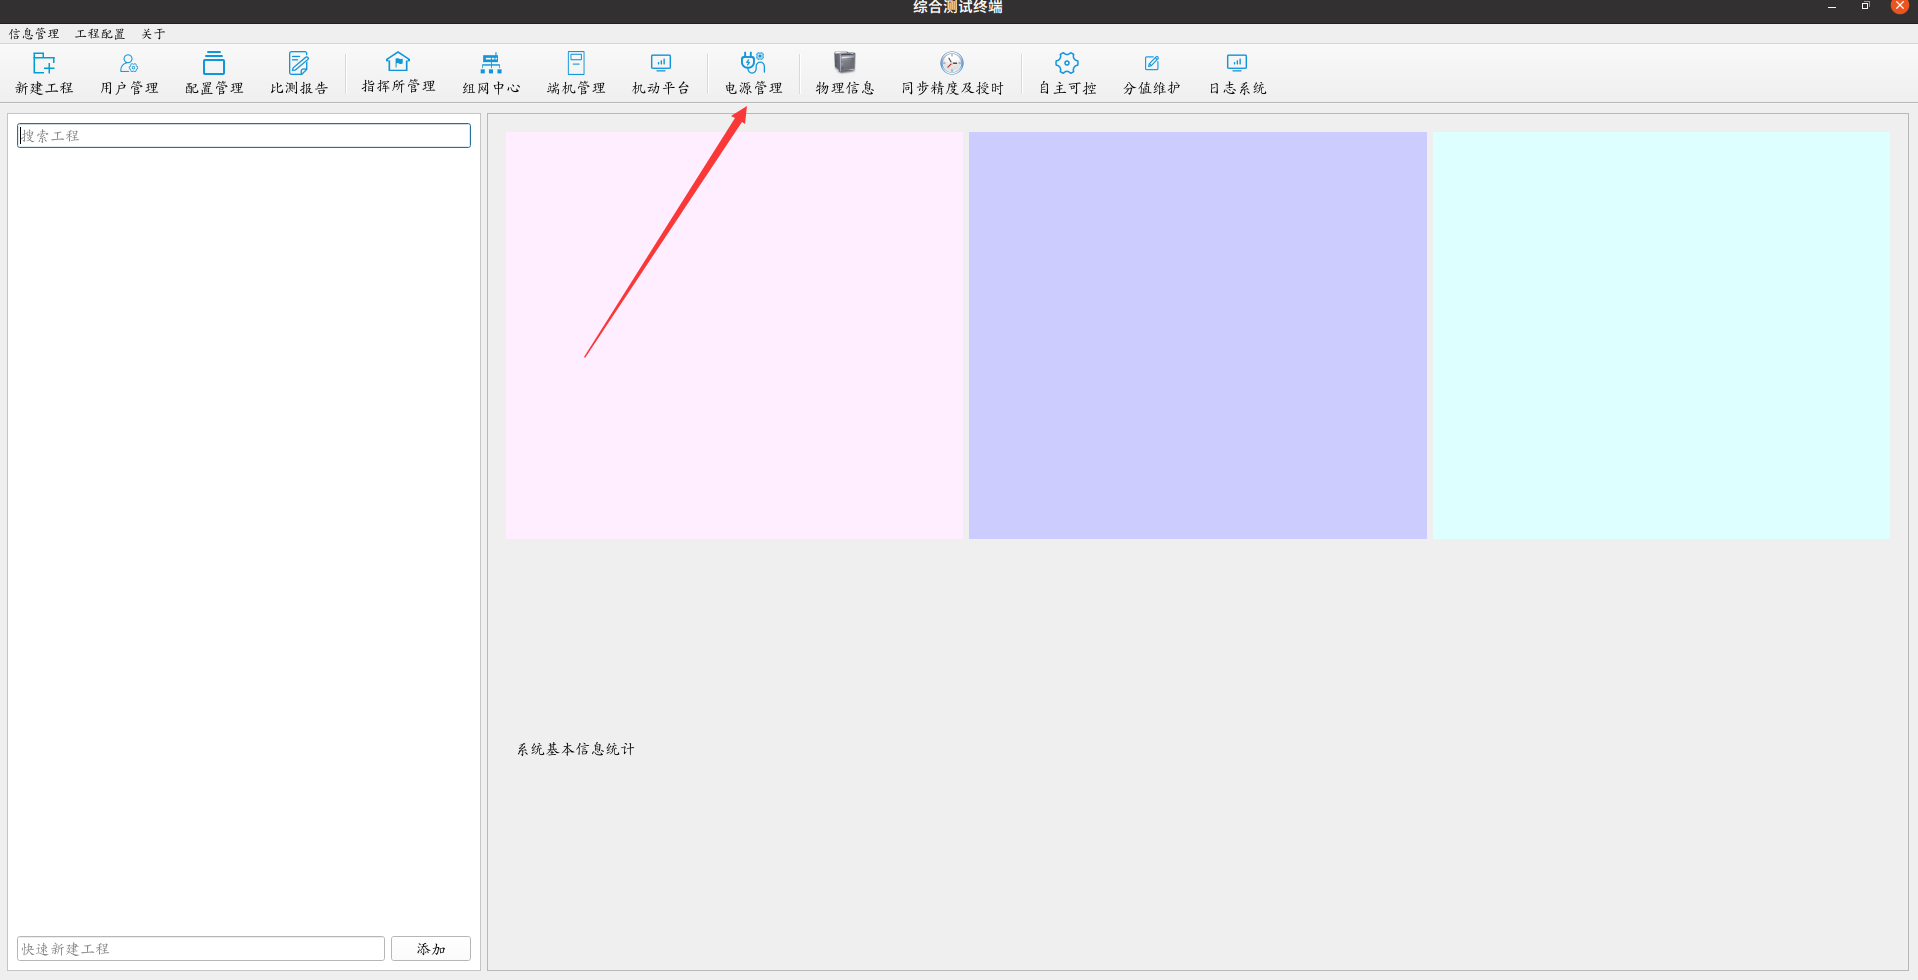 综合测试终端
信息管理 工程配置 关于
新建工程 用户管理 配置管理 比测报告 指挥所管理 组网中心 端机管理 机动平台 电源管理 物理信息 同步精度及授时 自主可控 分值维护 日志系统
搜索工程
系统基本信息统计
快速新建工程 添加